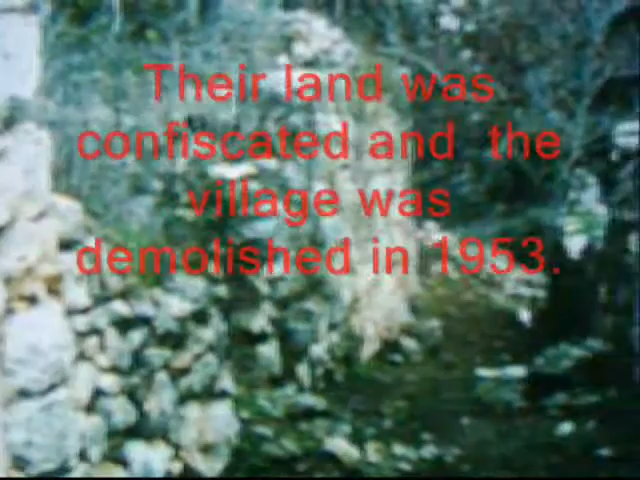 Their land was
confiscated and  the
village was
demolished in 1953.